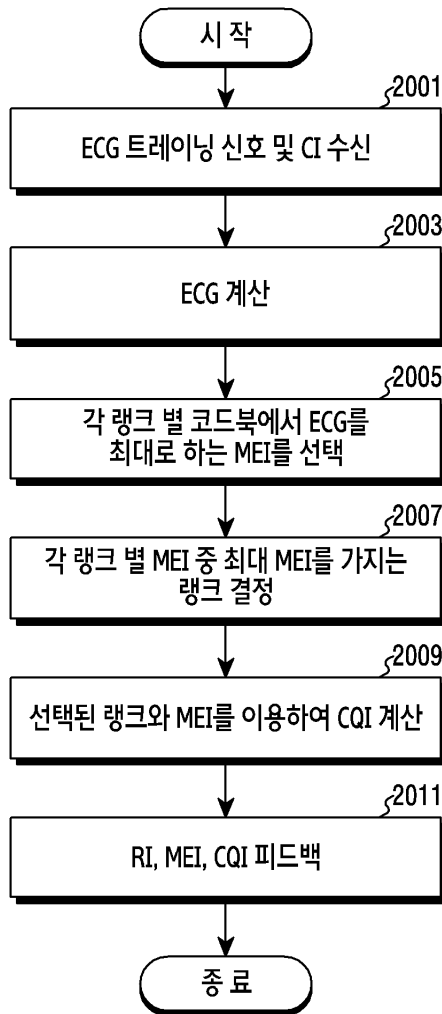 시 작
2001
ECG 트레이닝 신호 및 CI 수신
2003
ECG 계산
2005
각 랭크 별 코드북에서 ECG를
최대로 하는 MEI를 선택
2007
각 랭크 별 MEI 중 최대 MEI를 가지는
랭크 결정
2009
선택된 랭크와 MEI를 이용하여 CQI 계산
2011
RI, MEI, CQI 피드백
종 료